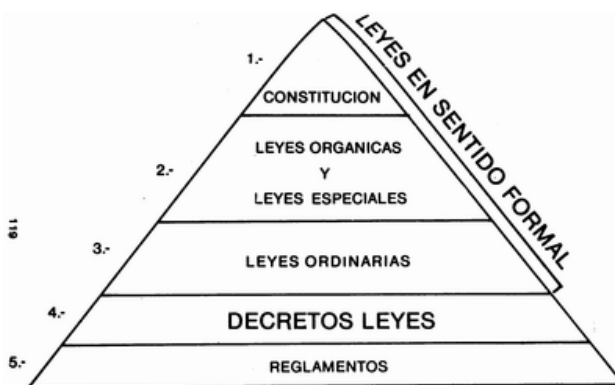 1.-
CONSTITUCION
2.-
LEYES ORGANICAS
Y
LEYES ESPECIALES
3.-
LEYES ORDINARIAS
4.-
DECRETOS LEYES
5.-
REGLAMENTOS
LEYES EN SENTIDO FORMAL
119